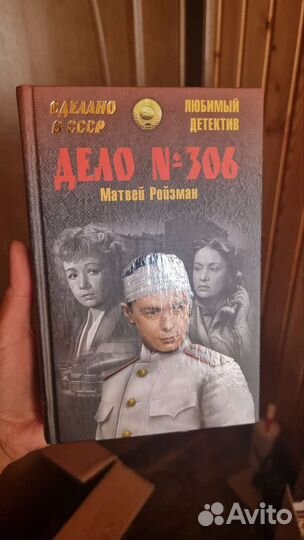 СДЕЛАНО
В СССР
ЛЮБИМЫЙ
ДЕТЕКТИВ
ДЕЛО №306
Матвей Ройзман
Avito